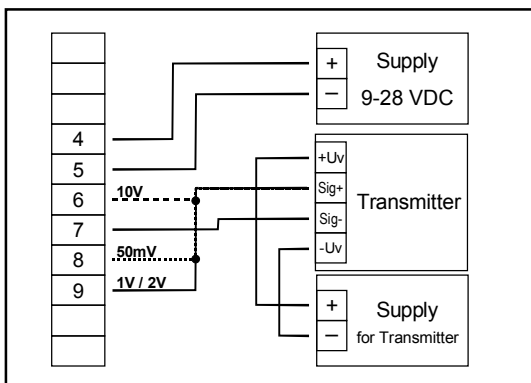 4
5
6
7
8
9
10V
50mV
1V / 2V
+
−
Supply
9-28 VDC
+Uv
Sig+
Sig-
-Uv
Transmitter
+
−
Supply
for Transmitter